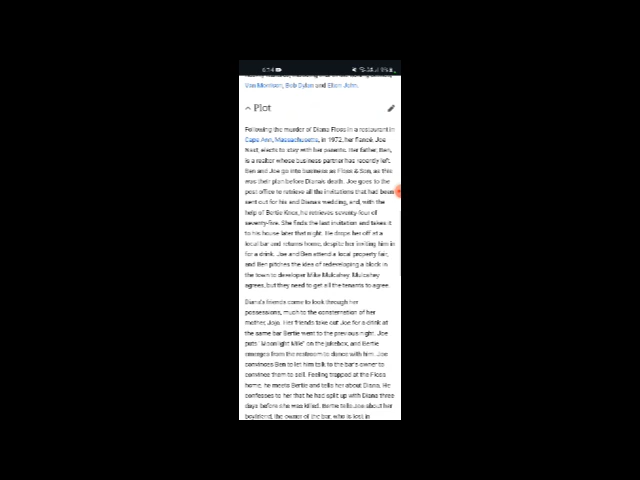 Van Morrison, Bob Dylan and Elton John.
Plot
Following the murder of Diana Floss in a restaurant in
Cape Ann, Massachusetts, in 1972, her fiancé, Joe
Nast, elects to stay with her parents. Her father, Ben,
is a realtor whose business partner has recently left.
Ben and Joe go into business as Floss & Son, as this
was their plan before Diana's death. Joe goes to the
post office to retrieve all the invitations that had been
sent out for his and Diana's wedding, and, with the
help of Bertie Knox, he retrieves seventy-four of
seventy-five. She finds the last invitation and takes it
to his house later that night. He drops her off at a
local bar and returns home, despite her inviting him in
for a drink. Joe and Ben attend a local property fair,
and Ben pitches the idea of redeveloping a block in
the town to developer Mike Mulcahey. Mulcahey
agrees, but they need to get all the tenants to agree.
Diana's friends come to look through her
possessions, much to the consternation of her
mother, Jojo. Her friends take out Joe for a drink at
the same bar Bertie went to the previous night. Joe
puts "Moonlight Mile" on the jukebox, and Bertie
emerges from the restroom to dance with him. Joe
convinces Ben to let him talk to the bar's owner to
convince them to sell. Feeling trapped at the Floss
home, he meets Bertie and tells her about Diana. He
confesses to her that he had split up with Diana three
days before she was killed. Bertie tells Joe about her
boyfriend, the owner of the bar, who is lost in